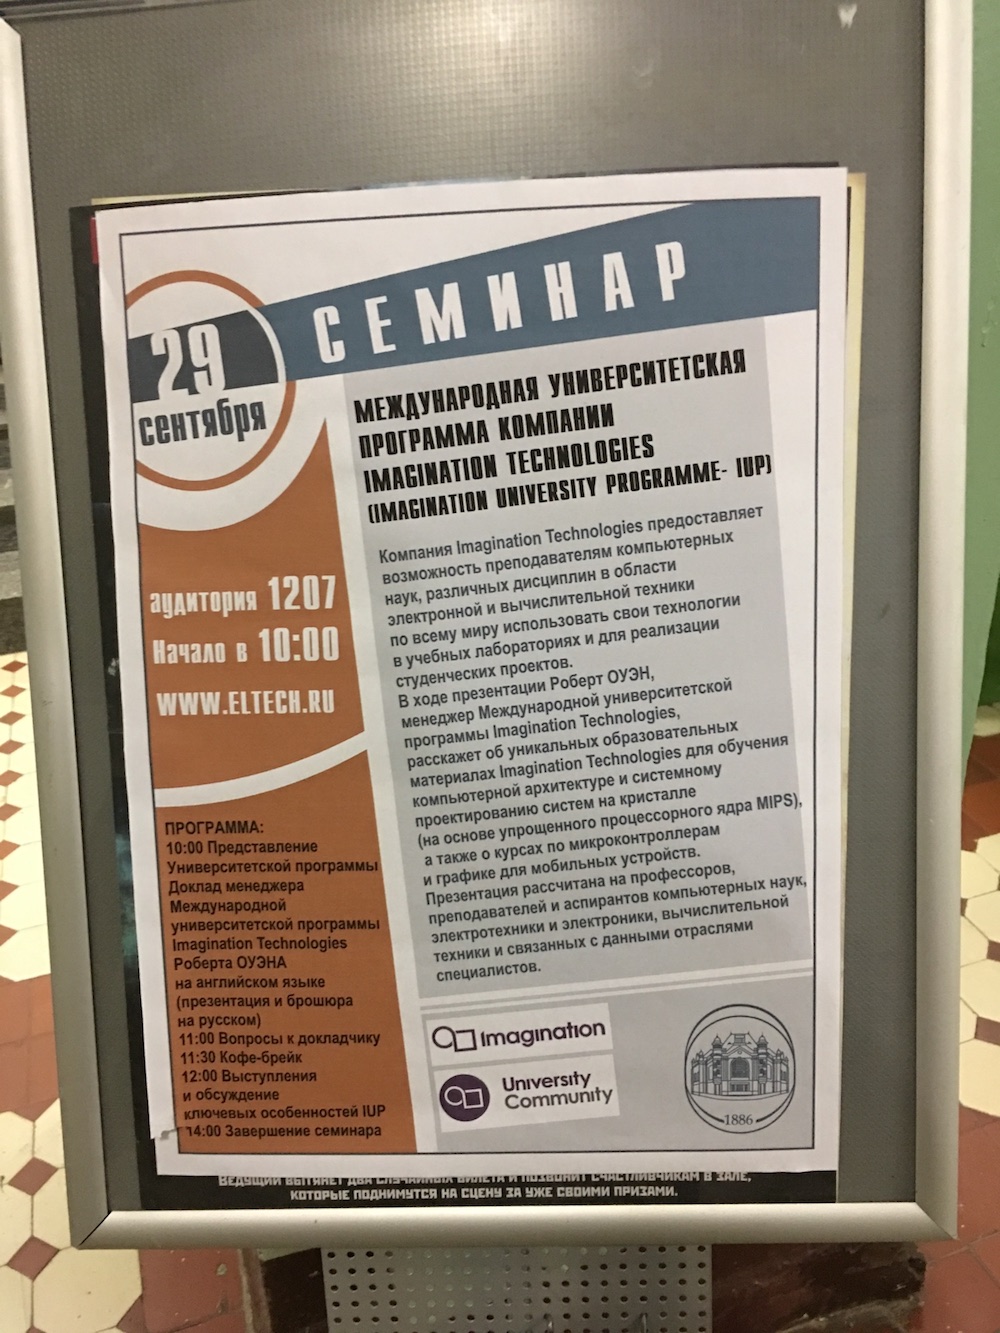 СЕМИНАР
29
сентября
МЕЖДУНАРОДНАЯ УНИВЕРСИТЕТСКАЯ
ПРОГРАММА КОМПАНИИ
IMAGINATION TECHNOLOGIES
(IMAGINATION UNIVERSITY PROGRAMME- IUP)
аудитория 1207
Начало в 10:00
WWW.ELTECH.RU
Компания Imagination Technologies предоставляет
возможность преподавателям компьютерных
наук, различных дисциплин в области
электронной и вычислительной техники
по всему миру использовать свои технологии
в учебных лабораториях и для реализации
студенческих проектов.
В ходе презентации Роберт ОУЭН,
менеджер Международной университетской
программы Imagination Technologies,
расскажет об уникальных образовательных
материалах Imagination Technologies для обучения
компьютерной архитектуре и системному
проектированию систем на кристалле
(на основе упрощенного процессорного ядра MIPS),
а также о курсах по микроконтроллерам
и графике для мобильных устройств.
Презентация рассчитана на профессоров,
преподавателей и аспирантов компьютерных наук,
электротехники и электроники, вычислительной
техники и связанных с данными отраслями
специалистов.
ПРОГРАММА:
10:00 Представление
Университетской программы
Доклад менеджера
Международной
университетской программы
Imagination Technologies
Роберта ОУЭНА
на английском языке
(презентация и брошюра
на русском)
11:00 Вопросы к докладчику
11:30 Кофе-брейк
12:00 Выступления
и обсуждение
ключевых особенностей IUP
14:00 Завершение семинара
Imagination
University
Community
1886
Ведущий вытянет два случайных билета и позвонит счастливчикам в зале,
которые поднимутся на сцену за уже своими призами.